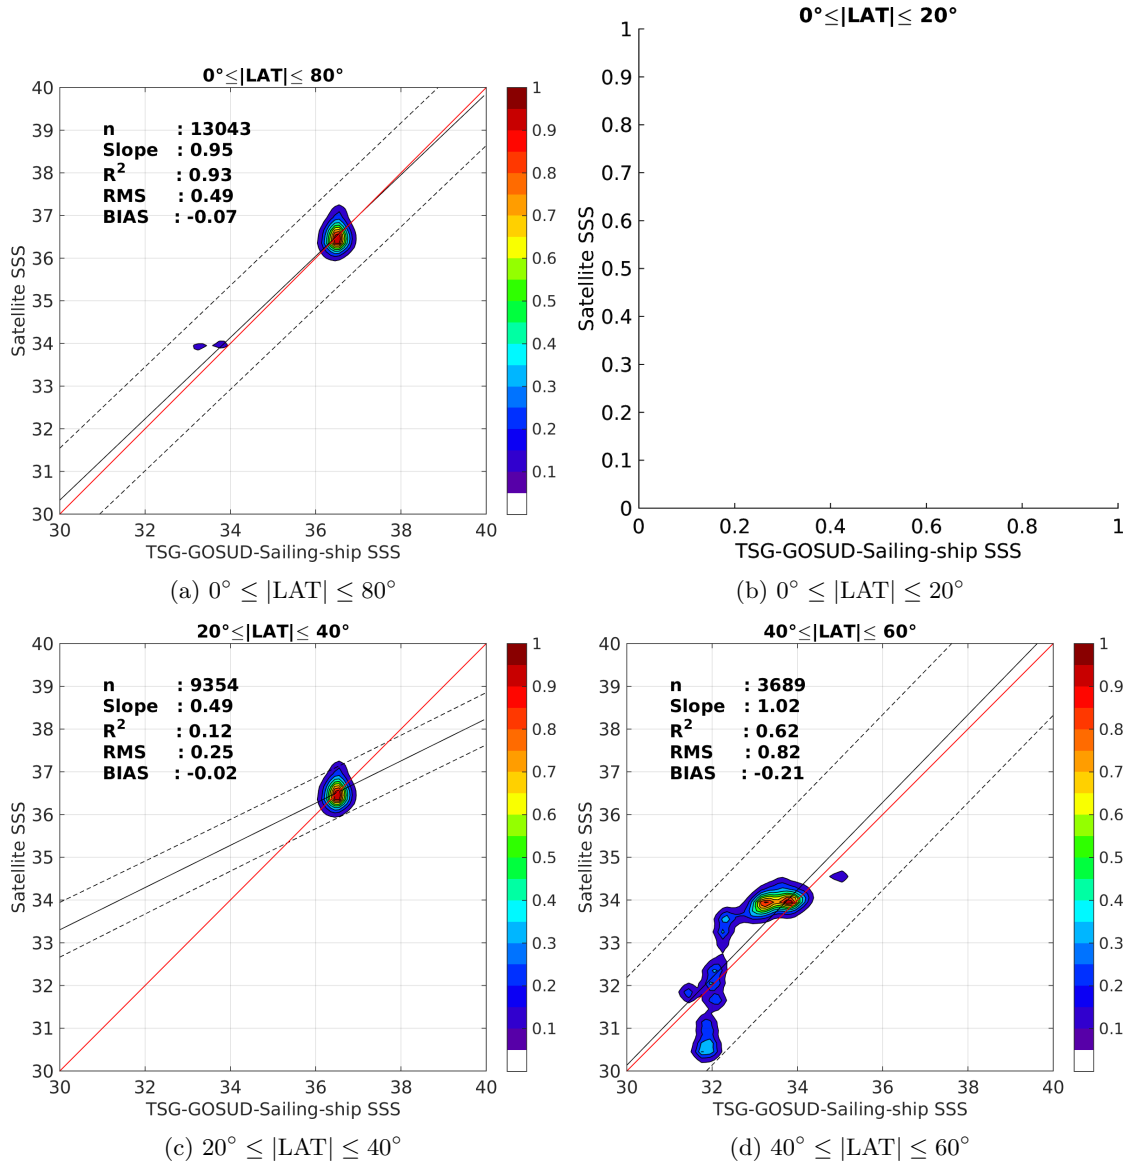 0°≤|LAT|≤ 80°
40
39
38
37
36
35
34
33
32
31
30
30 32 34 36 38 40
n : 13043
Slope : 0.95
R² : 0.93
RMS : 0.49
BIAS : -0.07
1
0.9
0.8
0.7
0.6
0.5
0.4
0.3
0.2
0.1
Satellite SSS
TSG-GOSUD-Sailing-ship SSS
(a) 0° ≤ |LAT| ≤ 80°
0°≤|LAT|≤ 20°
1
0.9
0.8
0.7
0.6
0.5
0.4
0.3
0.2
0.1
0
0 0.2 0.4 0.6 0.8 1
Satellite SSS
TSG-GOSUD-Sailing-ship SSS
(b) 0° ≤ |LAT| ≤ 20°
20°≤|LAT|≤ 40°
40
39
38
37
36
35
34
33
32
31
30
30 32 34 36 38 40
n : 9354
Slope : 0.49
R² : 0.12
RMS : 0.25
BIAS : -0.02
1
0.9
0.8
0.7
0.6
0.5
0.4
0.3
0.2
0.1
Satellite SSS
TSG-GOSUD-Sailing-ship SSS
(c) 20° ≤ |LAT| ≤ 40°
40°≤|LAT|≤ 60°
40
39
38
37
36
35
34
33
32
31
30
30 32 34 36 38 40
n : 3689
Slope : 1.02
R² : 0.62
RMS : 0.82
BIAS : -0.21
1
0.9
0.8
0.7
0.6
0.5
0.4
0.3
0.2
0.1
Satellite SSS
TSG-GOSUD-Sailing-ship SSS
(d) 40° ≤ |LAT| ≤ 60°